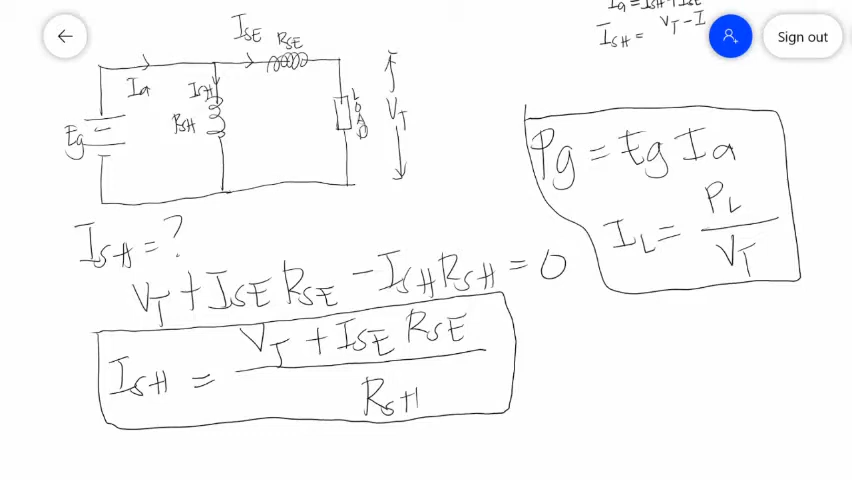 Ia = ISH + ISE
ISH = VT - I
Sign out
ISE
RSE
Ia
ISH
RSH
Eg
LOAD
VT
Pg = Eg Ia
IL = PL / VT
ISH = ?
VT + ISE RSE - ISH RSH = 0
ISH = VT + ISE RSE / RSH